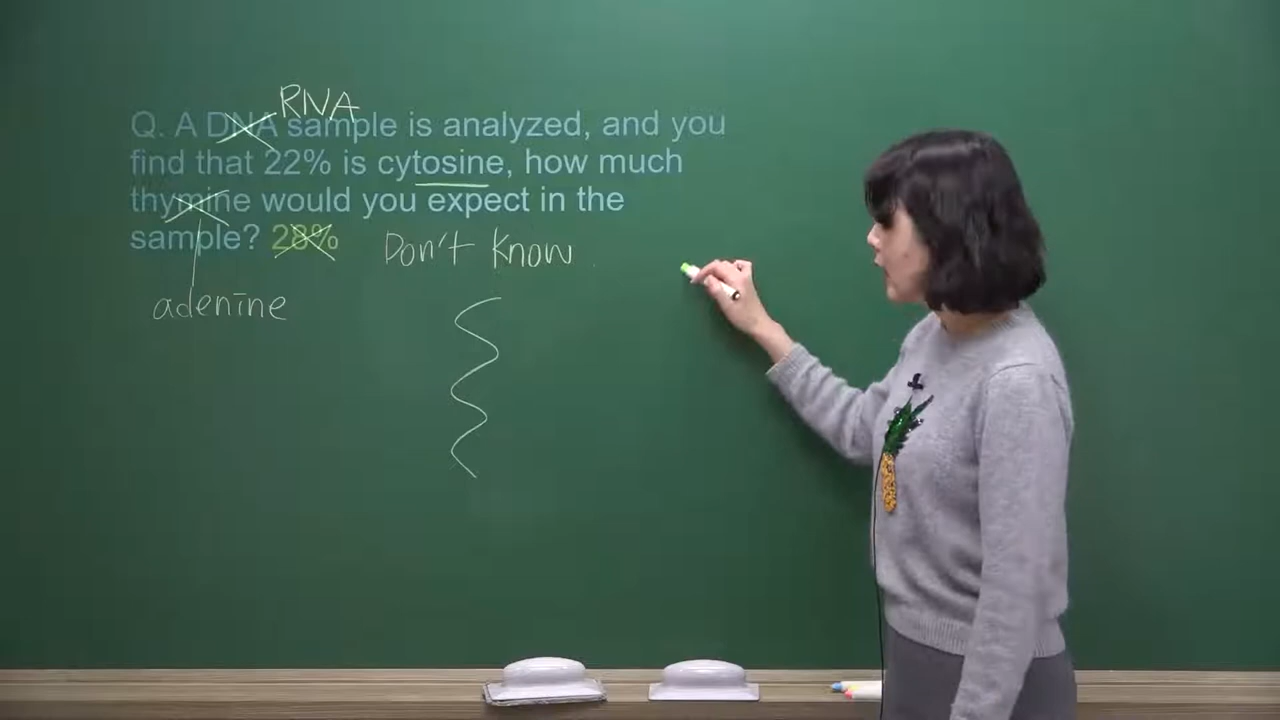 RNA
Q. A DNA sample is analyzed, and you
find that 22% is cytosine, how much
thymine would you expect in the
sample? 28% Don't know
adenine